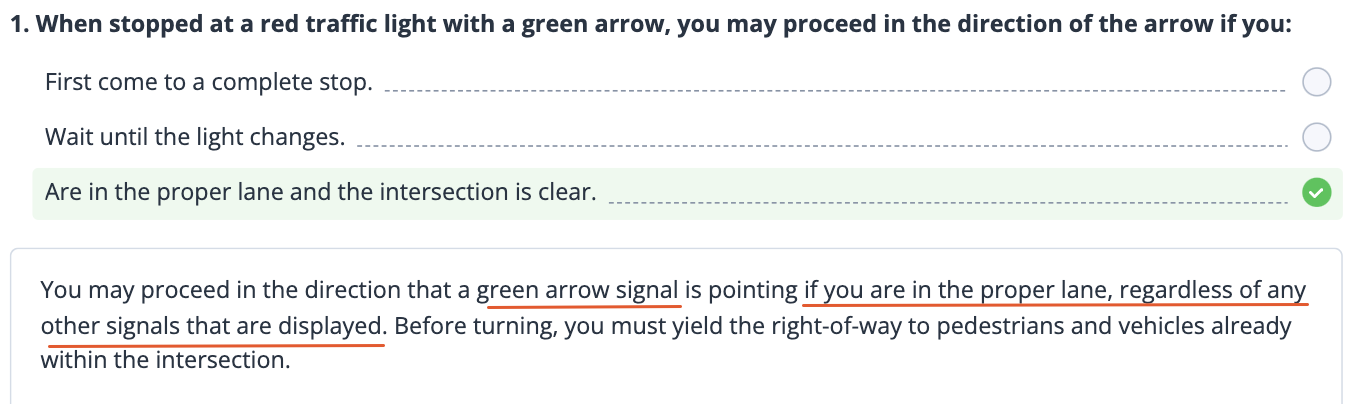 1. When stopped at a red traffic light with a green arrow, you may proceed in the direction of the arrow if you:
First come to a complete stop.
Wait until the light changes.
Are in the proper lane and the intersection is clear.
You may proceed in the direction that a green arrow signal is pointing if you are in the proper lane, regardless of any
other signals that are displayed. Before turning, you must yield the right-of-way to pedestrians and vehicles already
within the intersection.